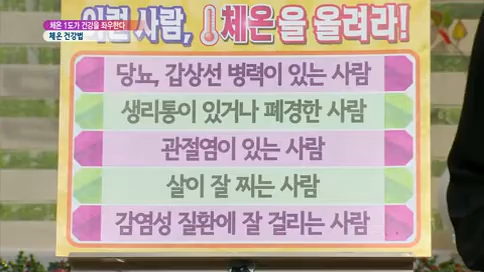 체온 1도가 건강을 좌우한다
체온 건강법
이런 사람, 체온을 올려라!
당뇨, 갑상선 병력이 있는 사람
생리통이 있거나 폐경한 사람
관절염이 있는 사람
살이 잘 찌는 사람
감염성 질환에 잘 걸리는 사람